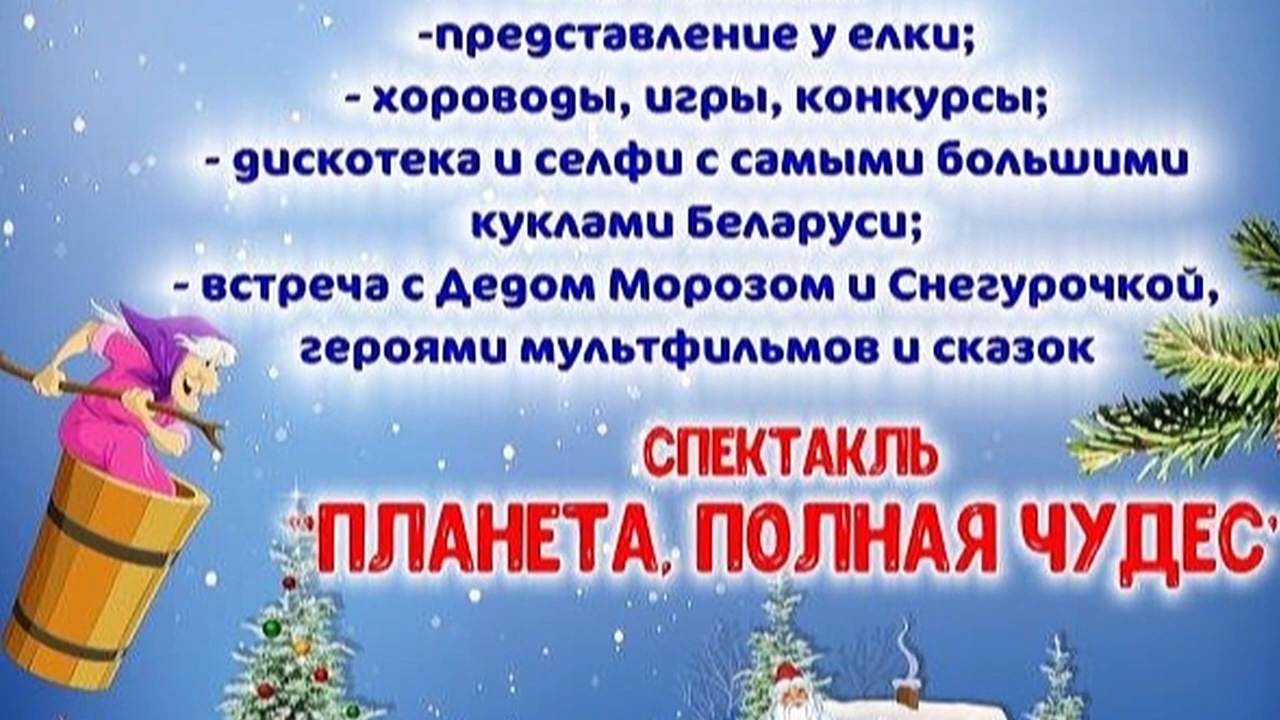 -представление у елки;
- хороводы, игры, конкурсы;
- дискотека и селфи с самыми большими
куклами Беларуси;
- встреча с Дедом Морозом и Снегурочкой,
героями мультфильмов и сказок
СПЕКТАКЛЬ
"ПЛАНЕТА, ПОЛНАЯ ЧУДЕС"